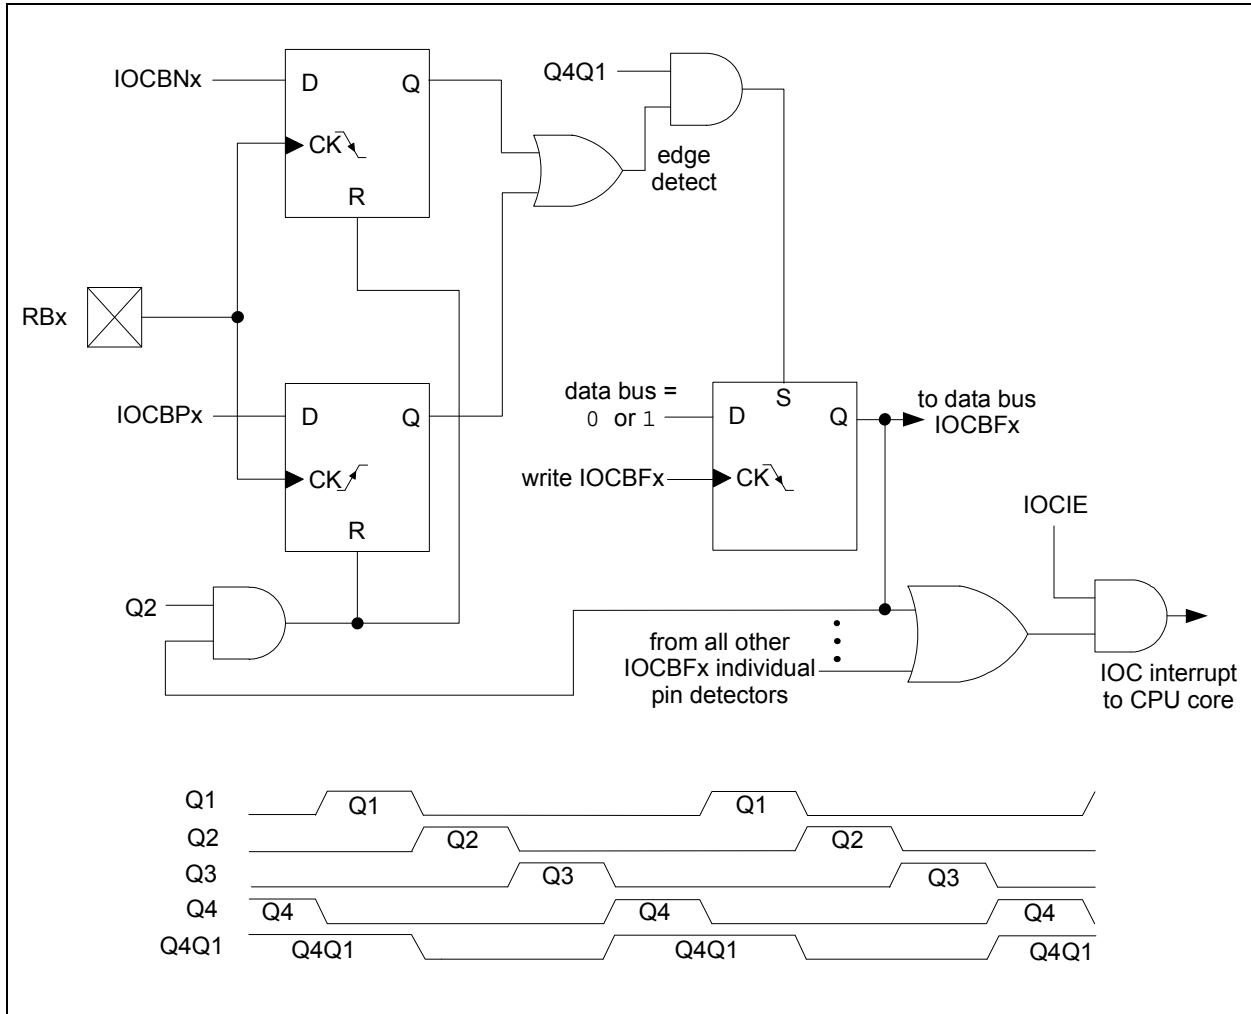 IOCBNx
D
Q
CK
R
Q4Q1
edge
detect
RBx
IOCBPx
D
Q
CK
R
data bus =
0 or 1
S
D
Q
to data bus
IOCBFx
write IOCBFx
CK
IOCIE
Q2
from all other
IOCBFx individual
pin detectors
IOC interrupt
to CPU core
Q1
Q1
Q1
Q2
Q2
Q2
Q3
Q3
Q3
Q4
Q4
Q4
Q4
Q4Q1
Q4Q1
Q4Q1
Q4Q1